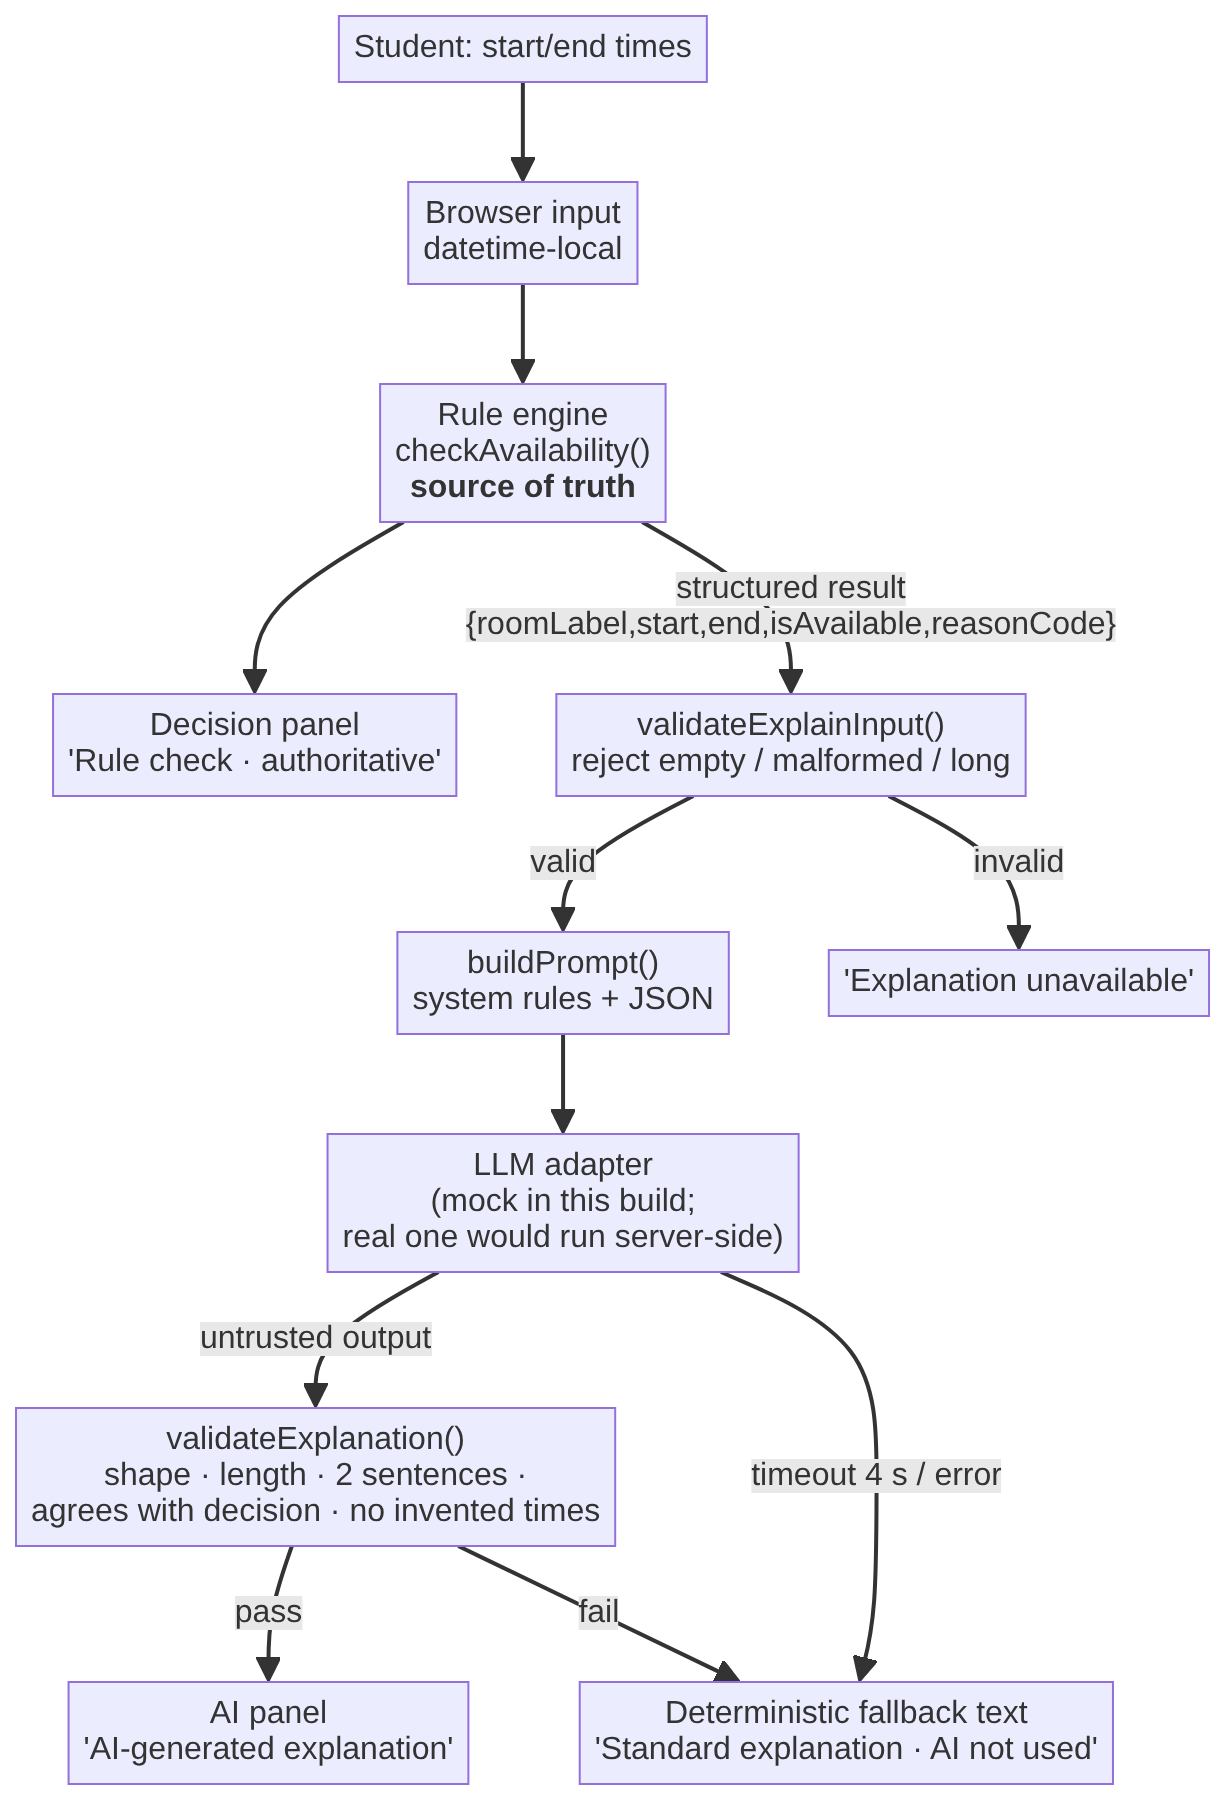 Student: start/end times
Browser input
datetime-local
Rule engine
checkAvailability()
source of truth
structured result
{roomLabel,start,end,isAvailable,reasonCode}
Decision panel
'Rule check · authoritative'
validateExplainInput()
reject empty / malformed / long
valid
invalid
buildPrompt()
system rules + JSON
'Explanation unavailable'
LLM adapter
(mock in this build;
real one would run server-side)
untrusted output
validateExplanation()
shape · length · 2 sentences ·
agrees with decision · no invented times
timeout 4 s / error
pass
fail
AI panel
'AI-generated explanation'
Deterministic fallback text
'Standard explanation · AI not used'